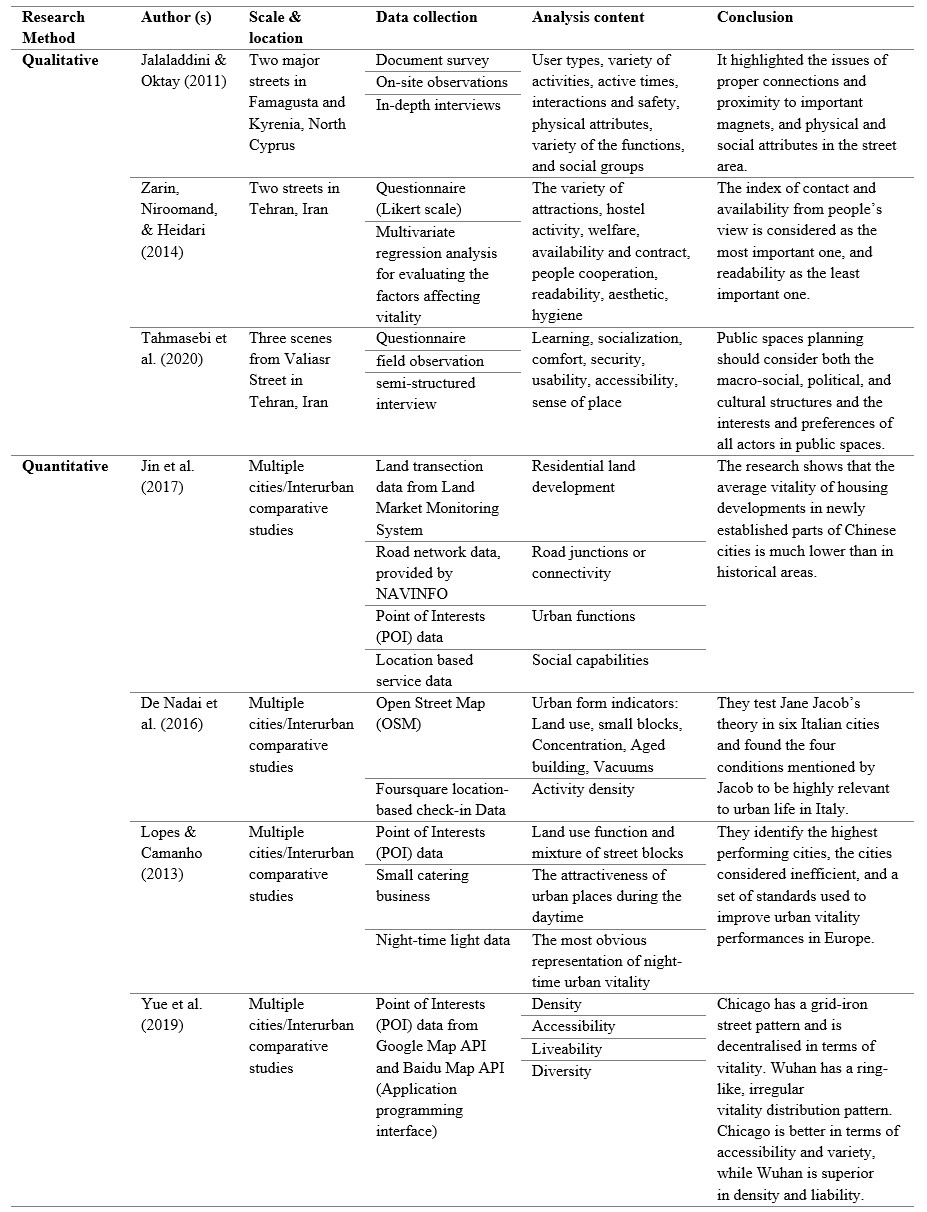 Research Method
Author (s)
Scale & location
Data collection
Analysis content
Conclusion
Qualitative
Jalaladdini &
Oktay (2011)
Two major
streets in
Famagusta and
Kyrenia, North
Cyprus
Document survey
On-site observations
In-depth interviews
User types, variety of
activities, active times,
interactions and safety,
physical attributes,
variety of the functions,
and social groups
It highlighted the issues of
proper connections and
proximity to important
magnets, and physical and
social attributes in the street
area.
Zarin,
Niroomand,
& Heidari
(2014)
Two streets in
Tehran, Iran
Questionnaire
(Likert scale)
Multivariate
regression analysis
for evaluating the
factors affecting
vitality
The variety of
attractions, hostel
activity, welfare,
availability and contract,
people cooperation,
readability, aesthetic,
hygiene
The index of contact and
availability from people’s
view is considered as the
most important one, and
readability as the least
important one.
Tahmasebi et
al. (2020)
Three scenes
from Valiasr
Street in
Tehran, Iran
Questionnaire
field observation
semi-structured
interview
Learning, socialization,
comfort, security,
usability, accessibility,
sense of place
Public spaces planning
should consider both the
macro-social, political, and
cultural structures and the
interests and preferences of
all actors in public spaces.
Quantitative
Jin et al.
(2017)
Multiple
cities/Interurban
comparative
studies
Land transection
data from Land
Market Monitoring
System
Residential land
development
Road network data,
provided by
NAVINFO
Road junctions or
connectivity
Point of Interests
(POI) data
Urban functions
Location based
service data
Social capabilities
The research shows that the
average vitality of housing
developments in newly
established parts of Chinese
cities is much lower than in
historical areas.
De Nadai et
al. (2016)
Multiple
cities/Interurban
comparative
studies
Open Street Map
(OSM)
Urban form indicators:
Land use, small blocks,
Concentration, Aged
building, Vacuums
Foursquare location-
based check-in Data
Activity density
They test Jane Jacob’s
theory in six Italian cities
and found the four
conditions mentioned by
Jacob to be highly relevant
to urban life in Italy.
Lopes &
Camanho
(2013)
Multiple
cities/Interurban
comparative
studies
Point of Interests
(POI) data
Land use function and
mixture of street blocks
Small catering
business
The attractiveness of
urban places during the
daytime
Night-time light data
The most obvious
representation of night-
time urban vitality
They identify the highest
performing cities, the cities
considered inefficient, and a
set of standards used to
improve urban vitality
performances in Europe.
Yue et al.
(2019)
Multiple
cities/Interurban
comparative
studies
Point of Interests
(POI) data from
Google Map API
and Baidu Map API
(Application
programming
interface)
Density
Accessibility
Liveability
Diversity
Chicago has a grid-iron
street pattern and is
decentralised in terms of
vitality. Wuhan has a ring-
like, irregular
vitality distribution pattern.
Chicago is better in terms of
accessibility and variety,
while Wuhan is superior
in density and liability.